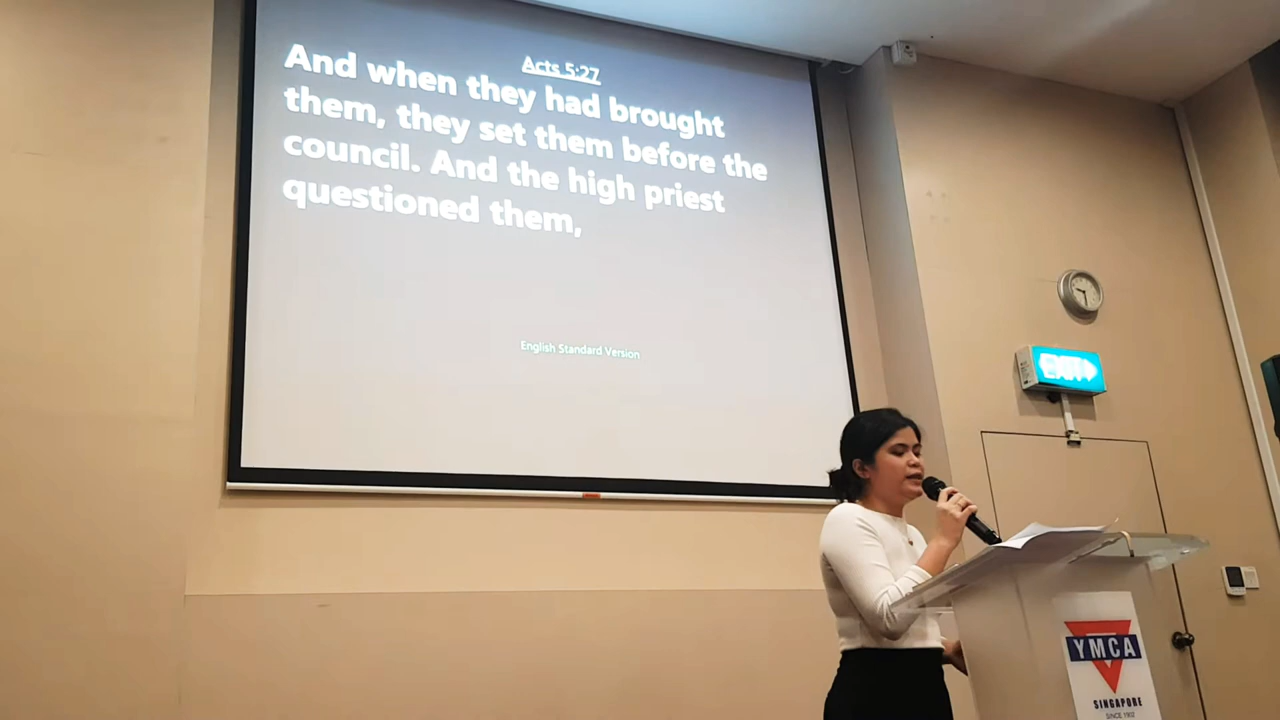 Acts 5:27
And when they had brought
them, they set them before the
council. And the high priest
questioned them,
English Standard Version
EXIT
YMCA
SINGAPORE
SINCE 1902